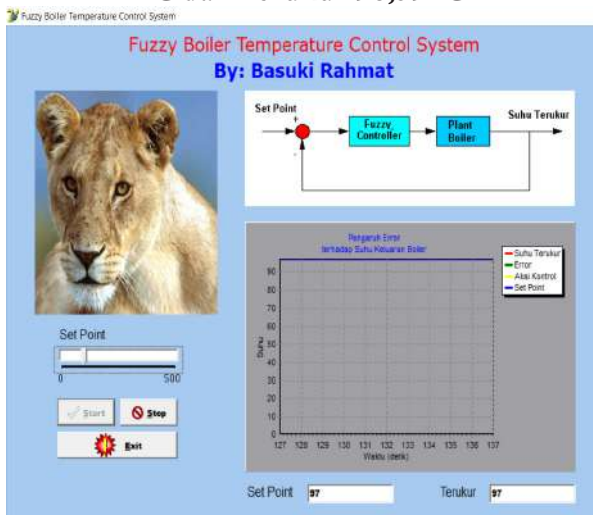 Fuzzy Boiler Temperature Control System
Fuzzy Boiler Temperature Control System
By: Basuki Rahmat
Set Point
+
Fuzzy
Controller
Plant
Boiler
Suhu Terukur
-
Pengaruh Error
terhadap Suhu Keluaran Boiler
Suhu Terukur
Error
Aksi Kontrol
Set Point
90
80
70
60
50
40
30
20
10
0
Suhu
127 128 129 130 131 132 133 134 135 136 137
Waktu (detik)
Set Point
0 500
Start Stop
Exit
Set Point 97 Terukur 97